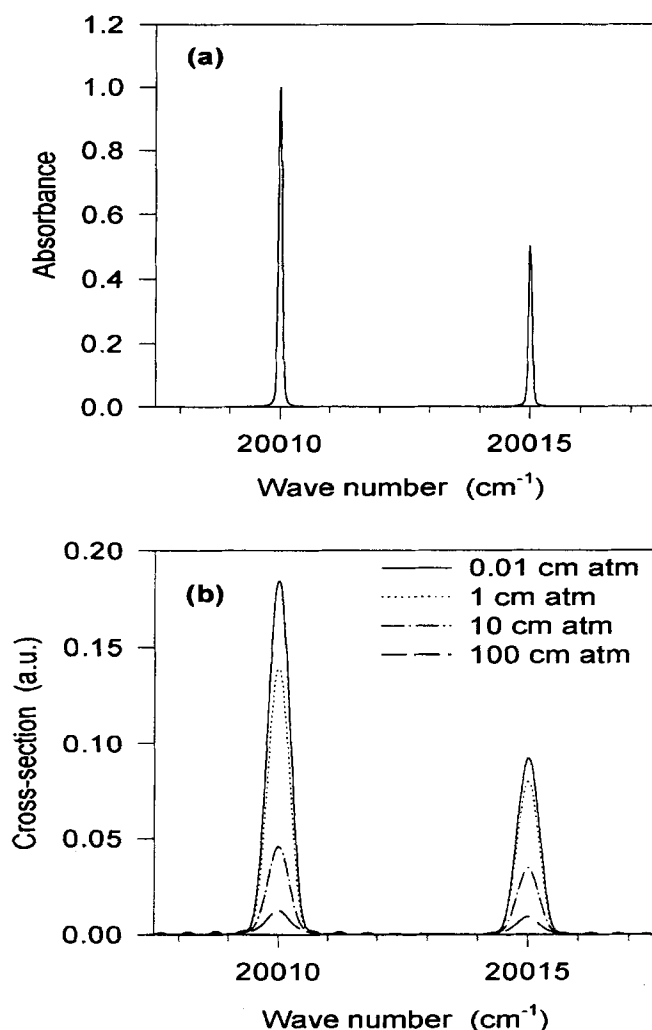 1.2
(a)
1.0
0.8
0.6
0.4
0.2
0.0
Absorbance
20010 20015
Wave number (cm⁻¹)
0.20
(b)
0.01 cm atm
1 cm atm
10 cm atm
100 cm atm
0.15
0.10
0.05
0.00
Cross-section (a.u.)
20010 20015
Wave number (cm⁻¹)